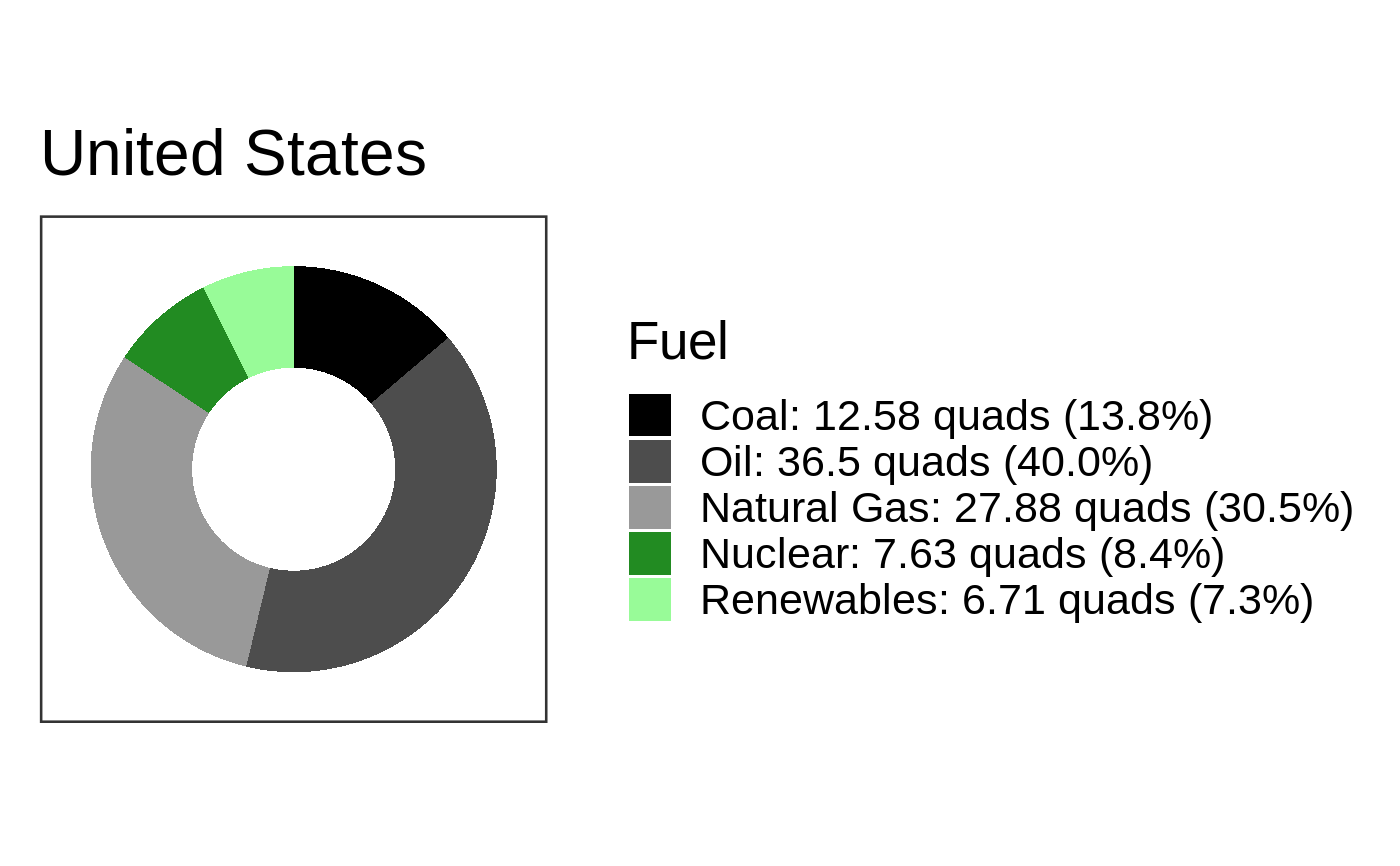 United States
Fuel
Coal: 12.58 quads (13.8%)
Oil: 36.5 quads (40.0%)
Natural Gas: 27.88 quads (30.5%)
Nuclear: 7.63 quads (8.4%)
Renewables: 6.71 quads (7.3%)